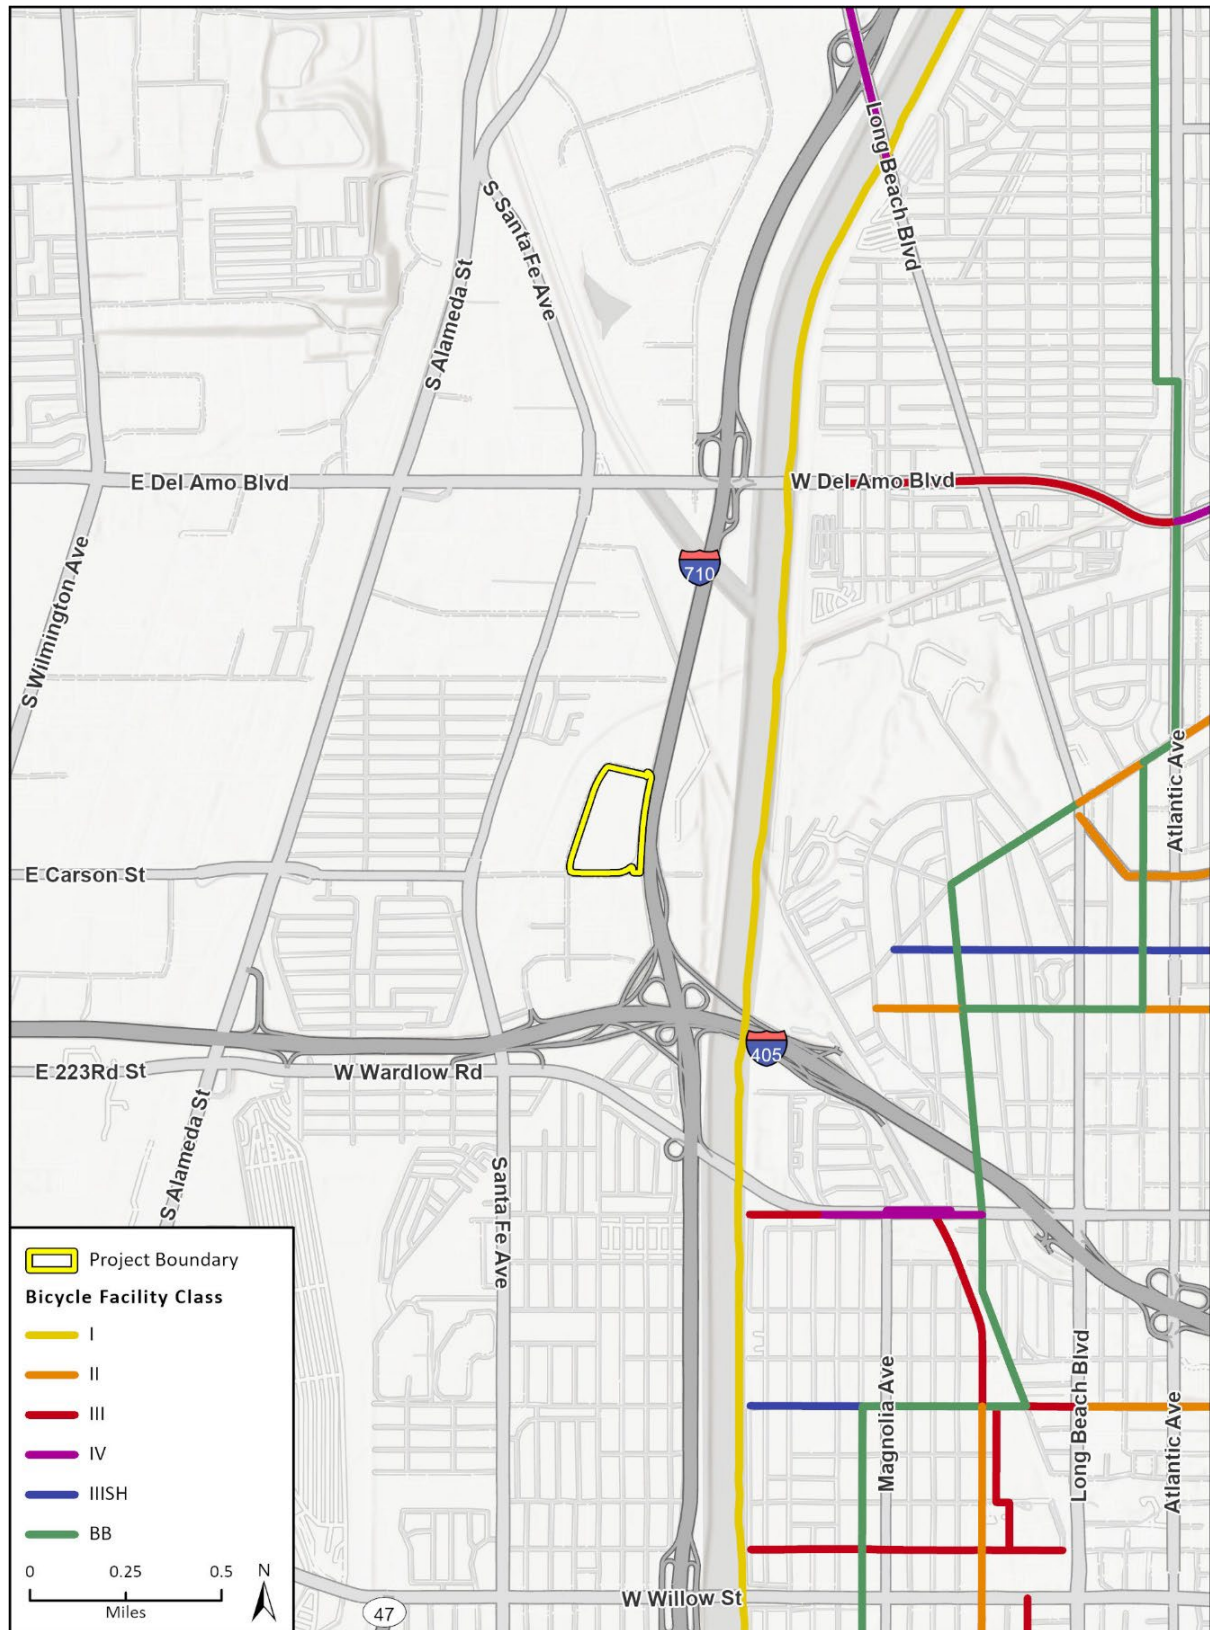 Long Beach Blvd
S Santa Fe Ave
S Alameda St
E Del Amo Blvd
W Del Amo Blvd
710
S Wilmington Ave
Atlantic Ave
E Carson St
405
E 223Rd St
W Wardlow Rd
S Alameda St
Santa Fe Ave
Magnolia Ave
Long Beach Blvd
Atlantic Ave
W Willow St
47
Project Boundary
Bicycle Facility Class
I
II
III
IV
IIISH
BB
0 0.25 0.5
Miles
N